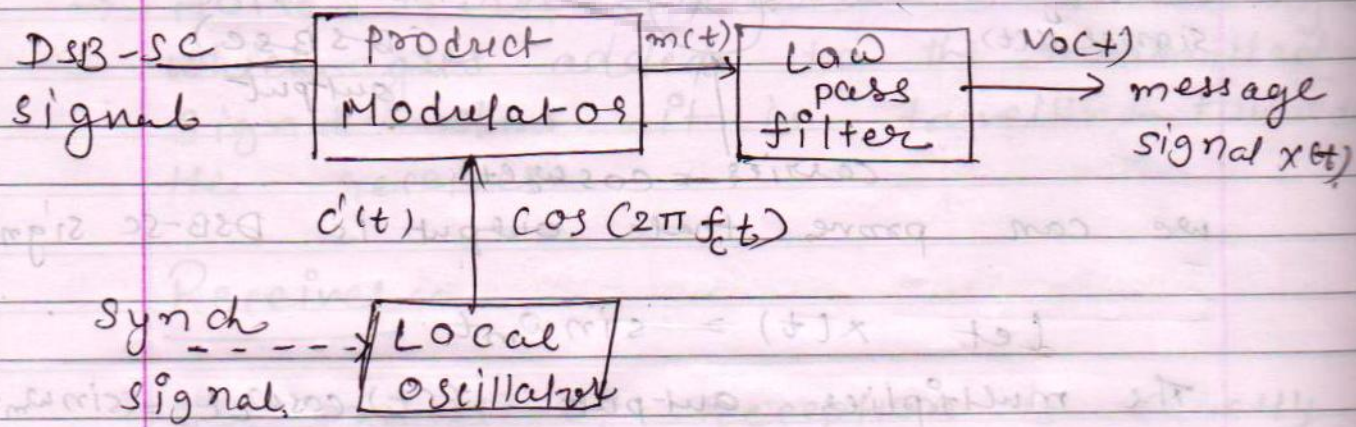 DSB-SC
signal
Product
Modulator
m(t)
Low
pass
filter
Vo(t)
message
signal x(t)
c'(t)
cos (2π fct)
Synch
signal.
Local
oscillator